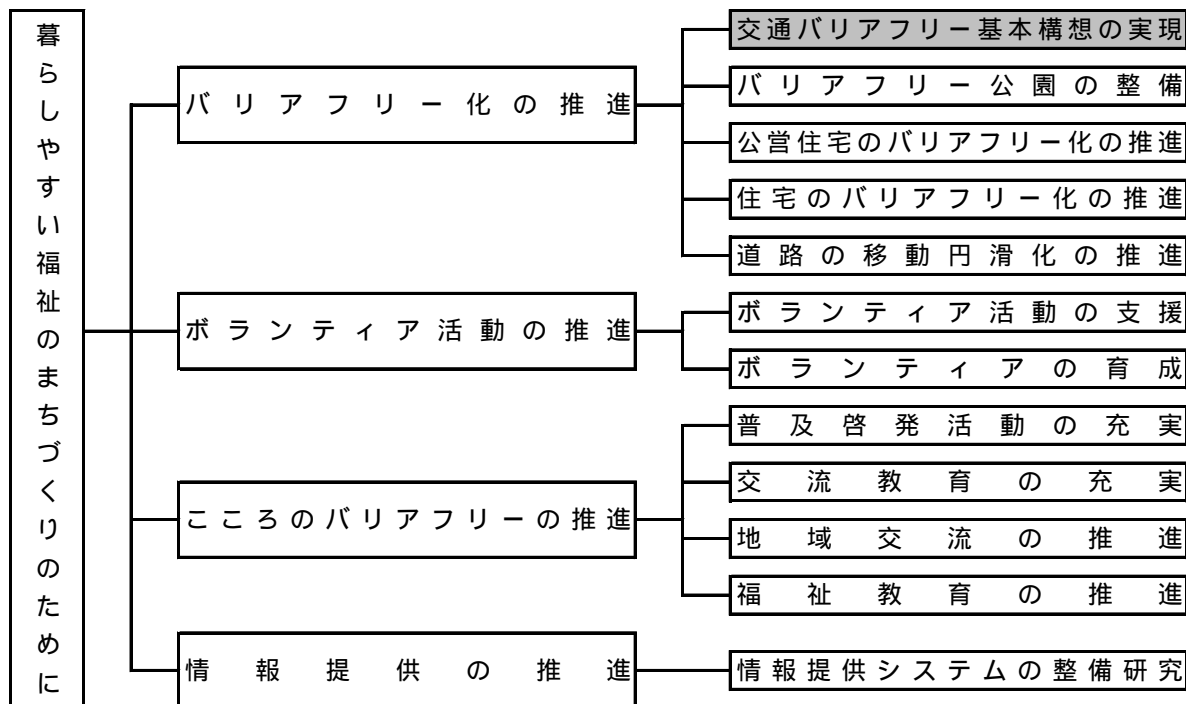 暮らしやすい福祉のまちづくりのために
バリアフリー化の推進
交通バリアフリー基本構想の実現
バリアフリー公園の整備
公営住宅のバリアフリー化の推進
住宅のバリアフリー化の推進
道路の移動円滑化の推進
ボランティア活動の推進
ボランティア活動の支援
ボランティアの育成
こころのバリアフリーの推進
普及啓発活動の充実
交流教育の充実
地域交流の推進
福祉教育の推進
情報提供の推進
情報提供システムの整備研究